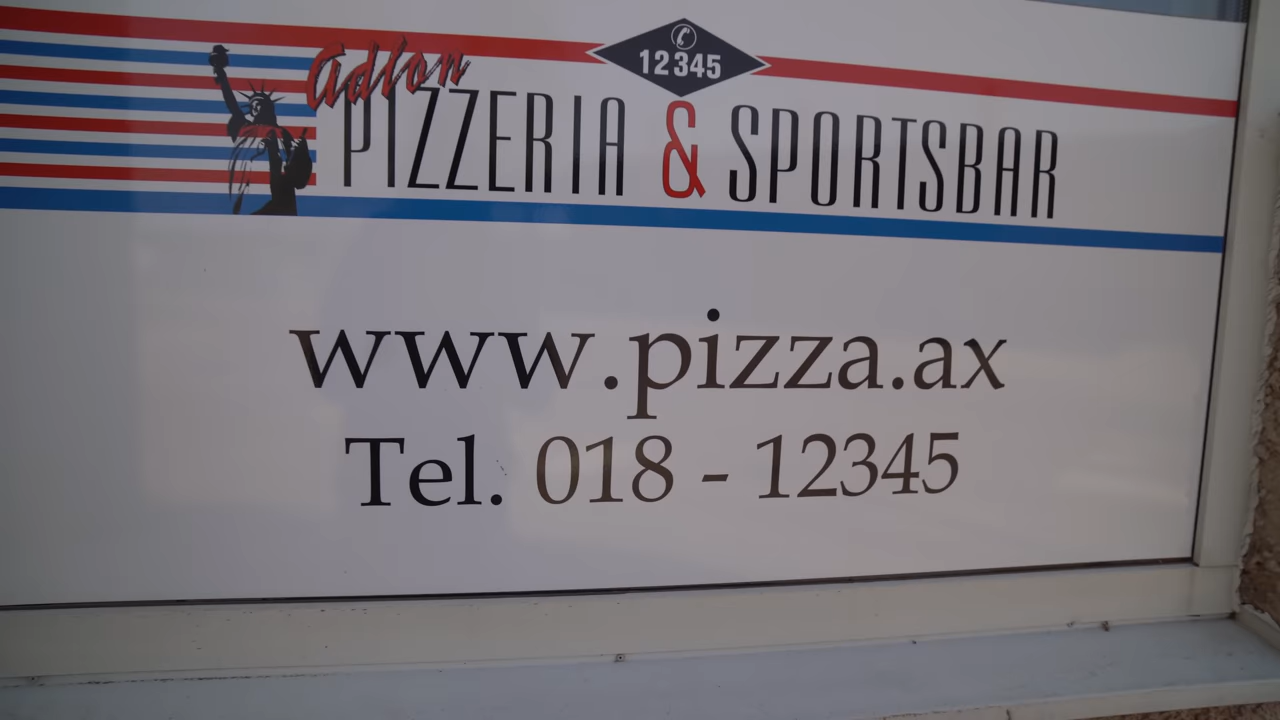 12345
Adlon
PIZZERIA & SPORTSBAR
www.pizza.ax
Tel. 018 - 12345